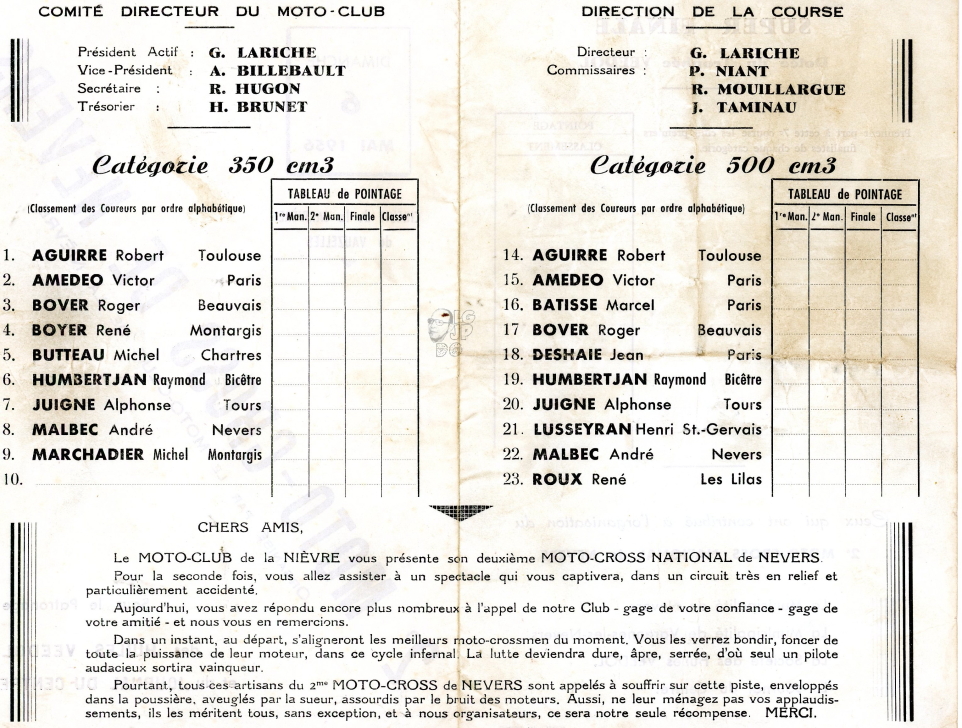 COMITÉ DIRECTEUR DU MOTO-CLUB
Président Actif : G. LARICHE
Vice-Président : A. BILLEBAULT
Secrétaire : R. HUGON
Trésorier : H. BRUNET
DIRECTION DE LA COURSE
Directeur : G. LARICHE
Commissaires : P. NIANT
R. MOUILLARGUE
J. TAMINAU
Catégorie 350 cm3
(Classement des Coureurs par ordre alphabétique)
TABLEAU de POINTAGE
1re Man. 2e Man. Finale Classent
1. AGUIRRE Robert Toulouse
2. AMEDEO Victor Paris
3. BOVER Roger Beauvais
4. BOYER René Montargis
5. BUTTEAU Michel Chartres
6. HUMBERTJAN Raymond Bicêtre
7. JUIGNE Alphonse Tours
8. MALBEC André Nevers
9. MARCHADIER Michel Montargis
10.
Catégorie 500 cm3
(Classement des Coureurs par ordre alphabétique)
TABLEAU de POINTAGE
1re Man. 2e Man. Finale Classent
14. AGUIRRE Robert Toulouse
15. AMEDEO Victor Paris
16. BATISSE Marcel Paris
17 BOVER Roger Beauvais
18. DESHAIE Jean Paris
19. HUMBERTJAN Raymond Bicêtre
20. JUIGNE Alphonse Tours
21. LUSSEYRAN Henri St.-Gervais
22. MALBEC André Nevers
23. ROUX René Les Lilas
CHERS AMIS,
Le MOTO-CLUB de la NIÈVRE vous présente son deuxième MOTO-CROSS NATIONAL de NEVERS.
Pour la seconde fois, vous allez assister à un spectacle qui vous captivera, dans un circuit très en relief et
particulièrement accidenté.
Aujourd'hui, vous avez répondu encore plus nombreux à l'appel de notre Club - gage de votre confiance - gage de
votre amitié - et nous vous en remercions.
Dans un instant, au départ, s'aligneront les meilleurs moto-crossmen du moment. Vous les verrez bondir, foncer de
toute la puissance de leur moteur, dans ce cycle infernal. La lutte deviendra dure, âpre, serrée, d'où seul un pilote
audacieux sortira vainqueur.
Pourtant, tous ces artisans du 2me MOTO-CROSS de NEVERS sont appelés à souffrir sur cette piste, enveloppés
dans la poussière, aveuglés par la sueur, assourdis par le bruit des moteurs. Aussi, ne leur ménagez pas vos applaudis-
sements, ils les méritent tous, sans exception, et à nous organisateurs, ce sera notre seule récompense. MERCI.